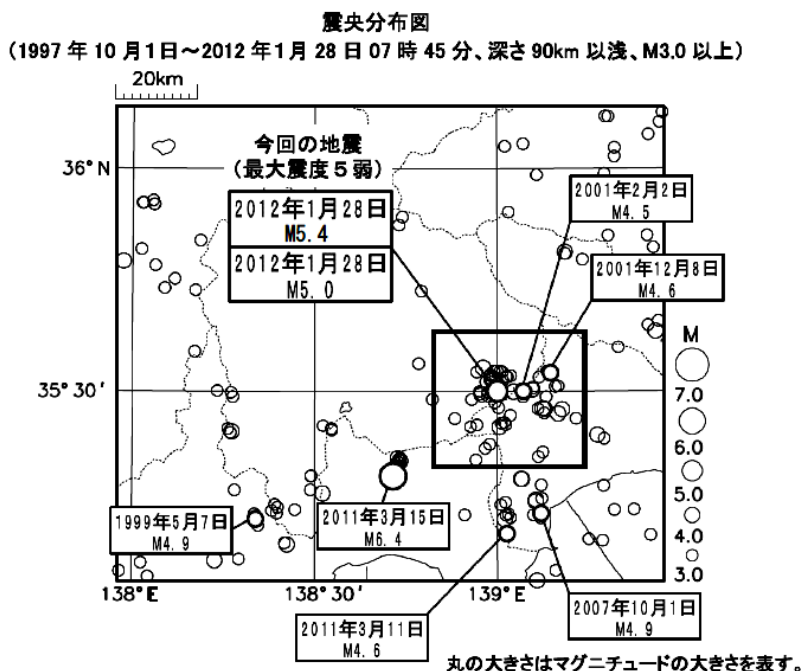 震央分布図
(1997年10月1日～2012年1月28日07時45分、深さ90km以浅、M3.0以上)
20km
36°N
今回の地震
(最大震度５弱)
2012年1月28日
M5.4
2012年1月28日
M5.0
2001年2月2日
M4.5
2001年12月8日
M4.6
M
7.0
6.0
5.0
4.0
3.0
35°30'
1999年5月7日
M4.9
2011年3月15日
M6.4
138°E
138°30'
139°E
2011年3月11日
M4.6
2007年10月1日
M4.9
丸の大きさはマグニチュードの大きさを表す。